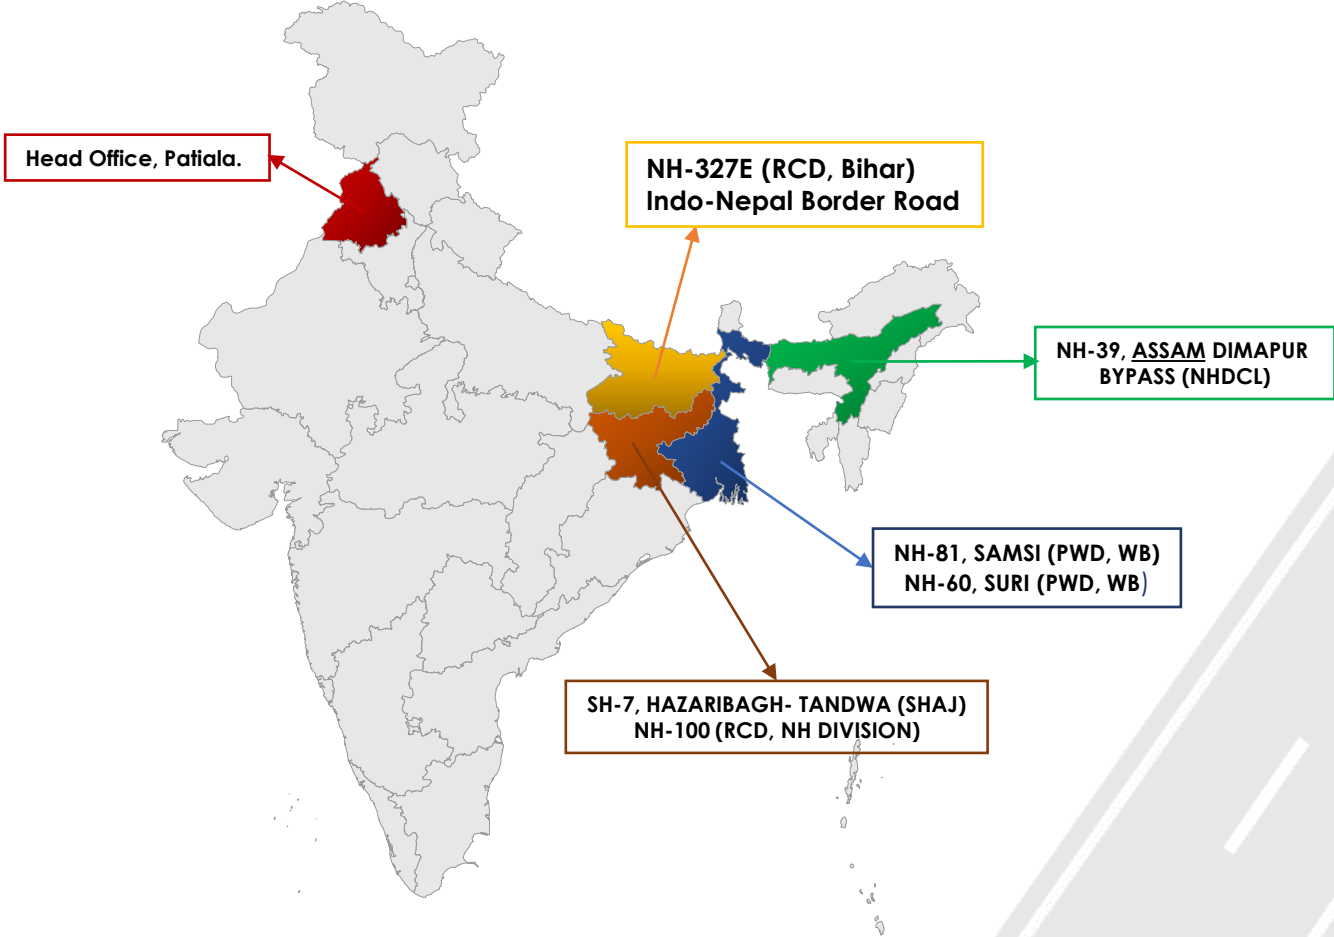 Head Office, Patiala.
NH-327E (RCD, Bihar)
Indo-Nepal Border Road
NH-39, ASSAM DIMAPUR
BYPASS (NHDCL)
NH-81, SAMSI (PWD, WB)
NH-60, SURI (PWD, WB)
SH-7, HAZARIBAGH- TANDWA (SHAJ)
NH-100 (RCD, NH DIVISION)